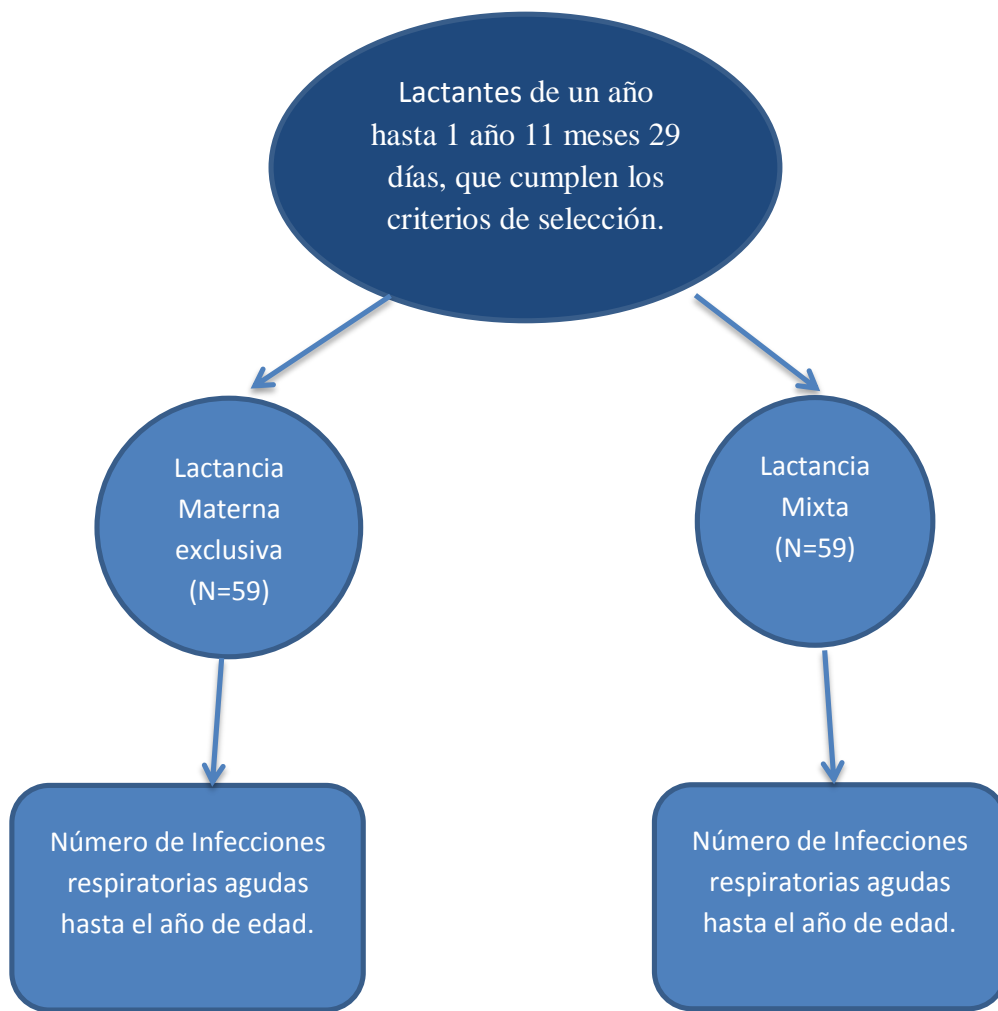 Lactantes de un año
hasta 1 año 11 meses 29
días, que cumplen los
criterios de selección.
Lactancia
Materna
exclusiva
(N=59)
Lactancia
Mixta
(N=59)
Número de Infecciones
respiratorias agudas
hasta el año de edad.
Número de Infecciones
respiratorias agudas
hasta el año de edad.